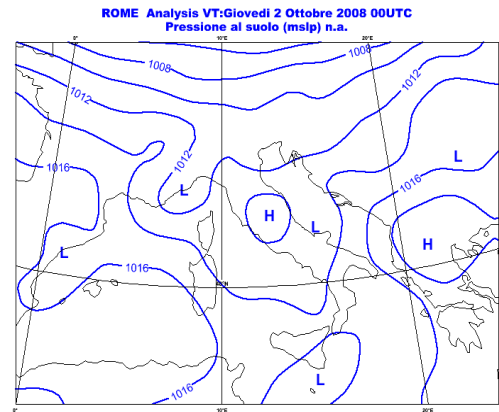 ROME Analysis VT:Giovedi 2 Ottobre 2008 00UTC
Pressione al suolo (mslp) n.a.
0° 10°E 20°E
1008 1008
1012 1012
1012
L
1016 1016
L
H L
H
L
1016
40N
1016
L
0° 10°E 20°E